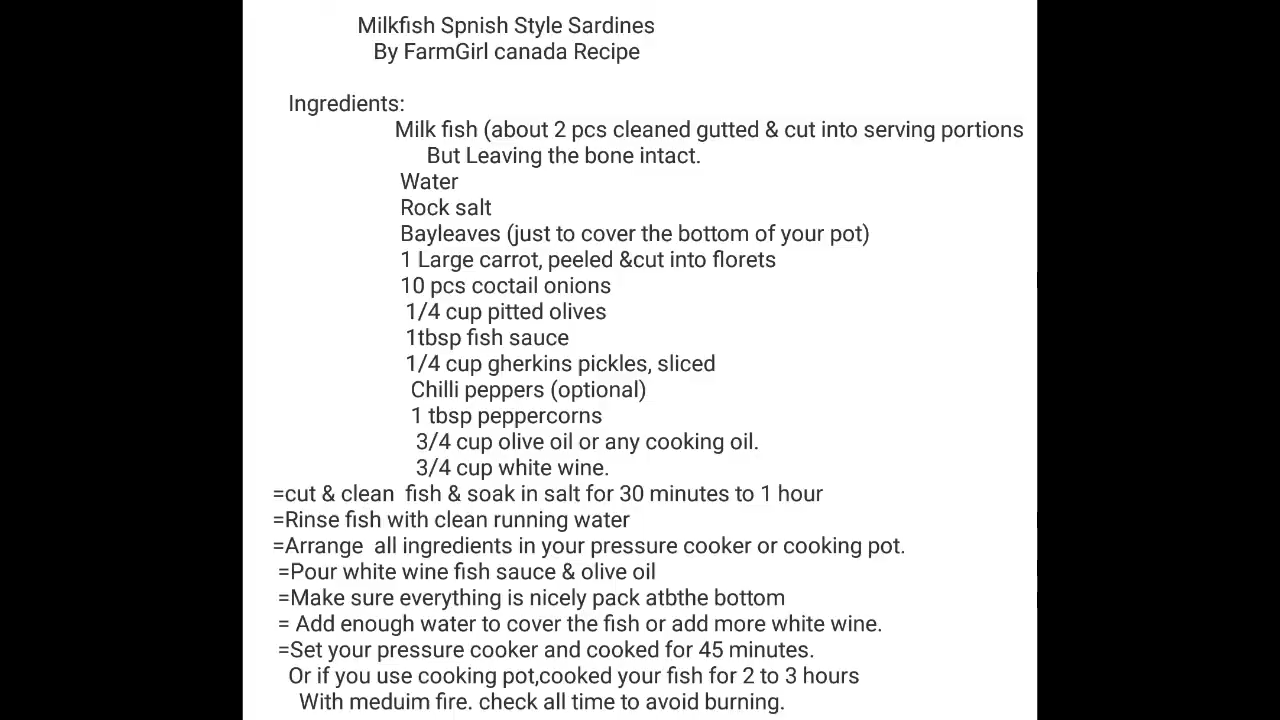 Milkfish Spnish Style Sardines
By FarmGirl canada Recipe
Ingredients:
Milk fish (about 2 pcs cleaned gutted & cut into serving portions
But Leaving the bone intact.
Water
Rock salt
Bayleaves (just to cover the bottom of your pot)
1 Large carrot, peeled &cut into florets
10 pcs coctail onions
1/4 cup pitted olives
1tbsp fish sauce
1/4 cup gherkins pickles, sliced
Chilli peppers (optional)
1 tbsp peppercorns
3/4 cup olive oil or any cooking oil.
3/4 cup white wine.
=cut & clean fish & soak in salt for 30 minutes to 1 hour
=Rinse fish with clean running water
=Arrange all ingredients in your pressure cooker or cooking pot.
=Pour white wine fish sauce & olive oil
=Make sure everything is nicely pack atbthe bottom
= Add enough water to cover the fish or add more white wine.
=Set your pressure cooker and cooked for 45 minutes.
Or if you use cooking pot,cooked your fish for 2 to 3 hours
With meduim fire. check all time to avoid burning.